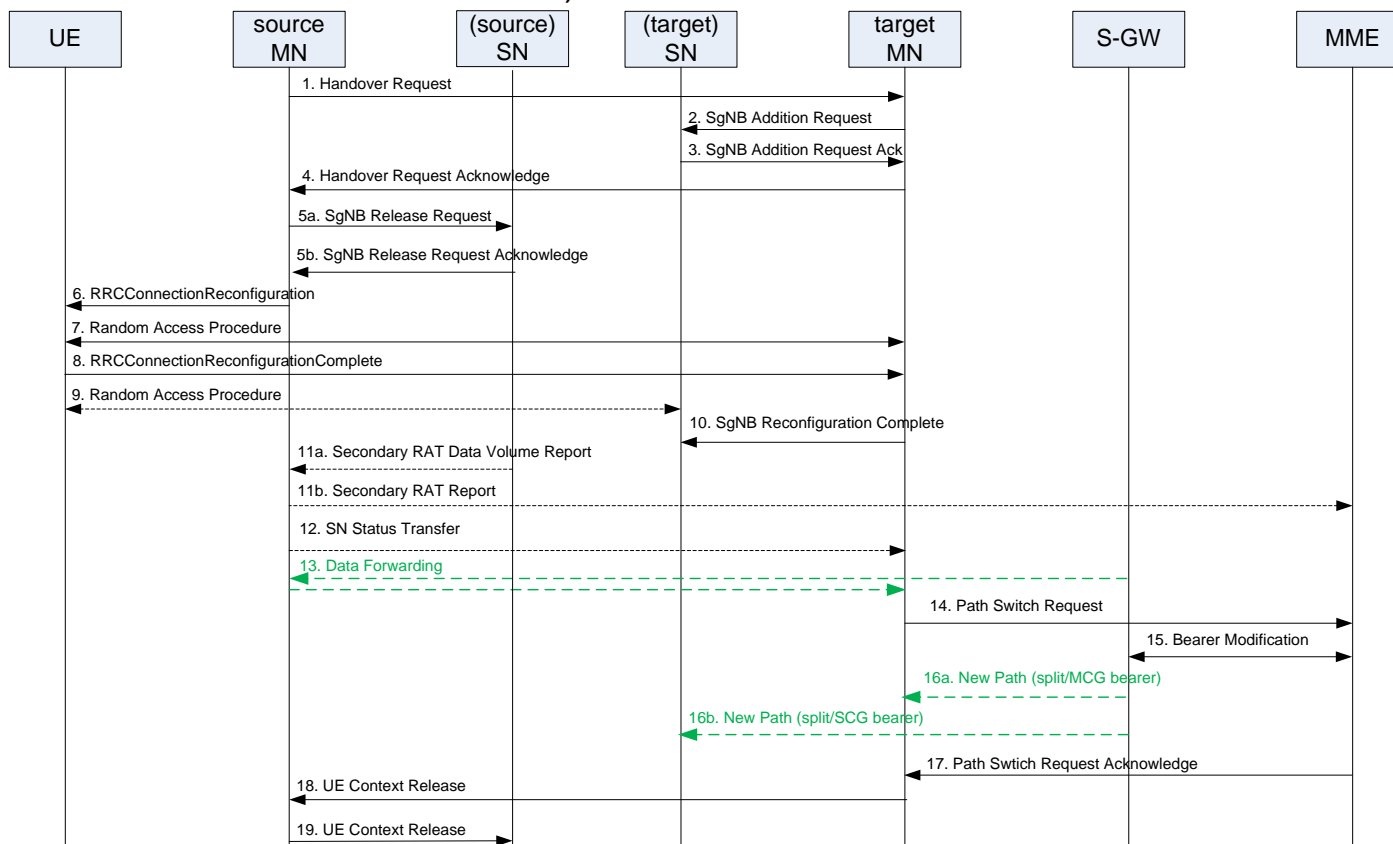 UE
source
MN
(source)
SN
(target)
SN
target
MN
S-GW
MME
1. Handover Request
2. SgNB Addition Request
3. SgNB Addition Request Ack
4. Handover Request Acknowledge
5a. SgNB Release Request
5b. SgNB Release Request Acknowledge
6. RRCConnectionReconfiguration
7. Random Access Procedure
8. RRCConnectionReconfigurationComplete
9. Random Access Procedure
10. SgNB Reconfiguration Complete
11a. Secondary RAT Data Volume Report
11b. Secondary RAT Report
12. SN Status Transfer
13. Data Forwarding
14. Path Switch Request
15. Bearer Modification
16a. New Path (split/MCG bearer)
16b. New Path (split/SCG bearer)
17. Path Swtich Request Acknowledge
18. UE Context Release
19. UE Context Release